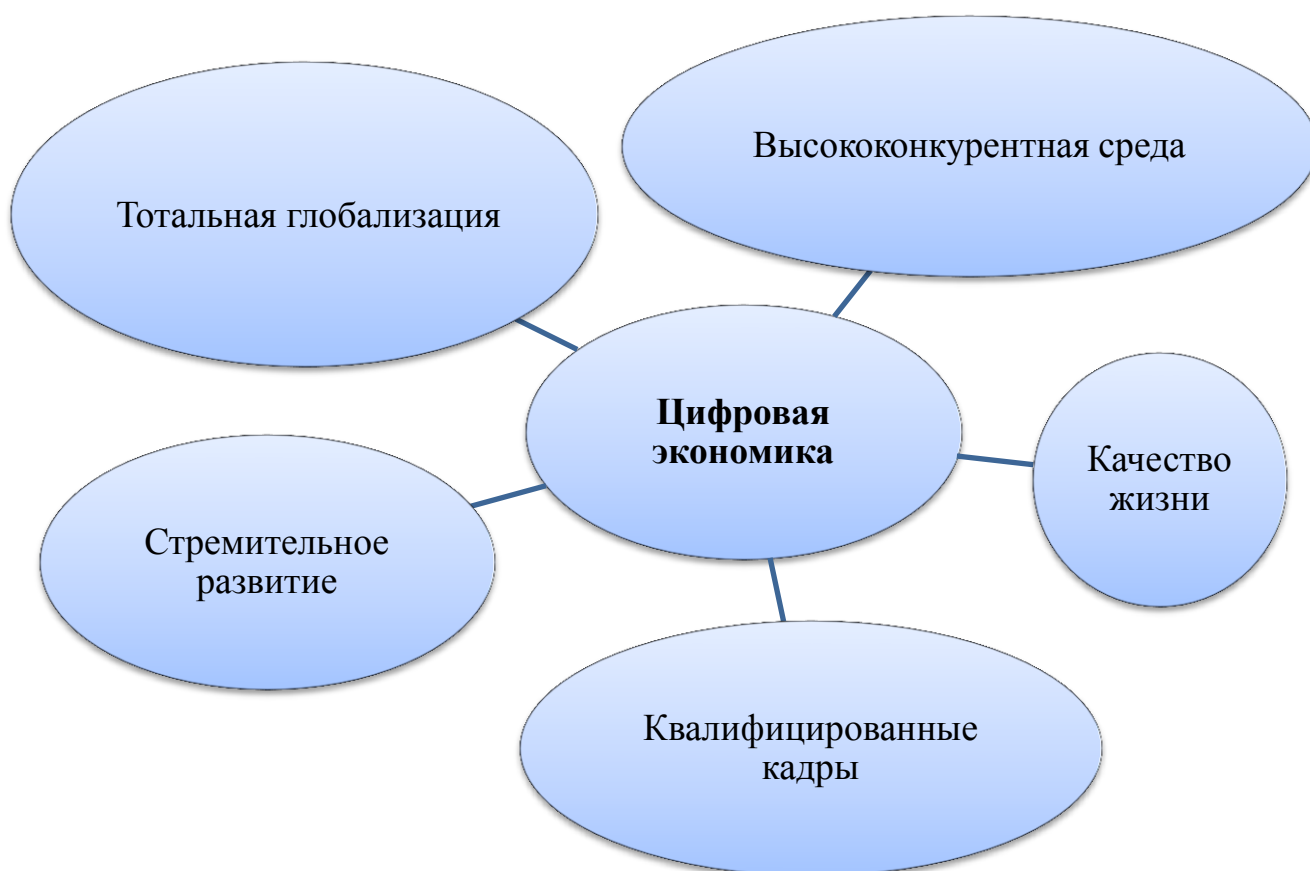 Высококонкурентная среда
Тотальная глобализация
Цифровая
экономика
Качество
жизни
Стремительное
развитие
Квалифицированные
кадры